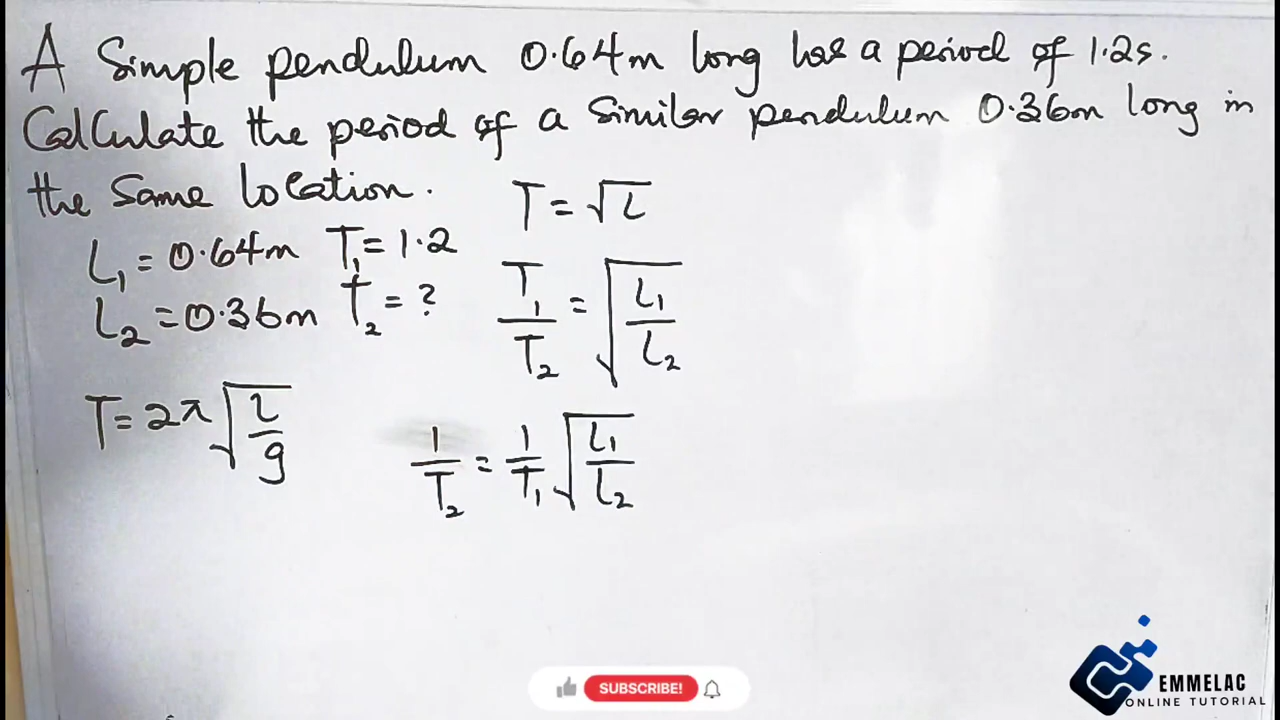 A Simple pendulum 0.64m long has a period of 1.2s.
Calculate the period of a similar pendulum 0.36m long in
the same location.
T = √L
L₁ = 0.64m T₁ = 1.2
L₂ = 0.36m T₂ = ?
T₁/T₂ = √(L₁/L₂)
T = 2π √(L/g)
1/T₂ = 1/T₁ √(L₁/L₂)
SUBSCRIBE!
EMMELAC
ONLINE TUTORIAL